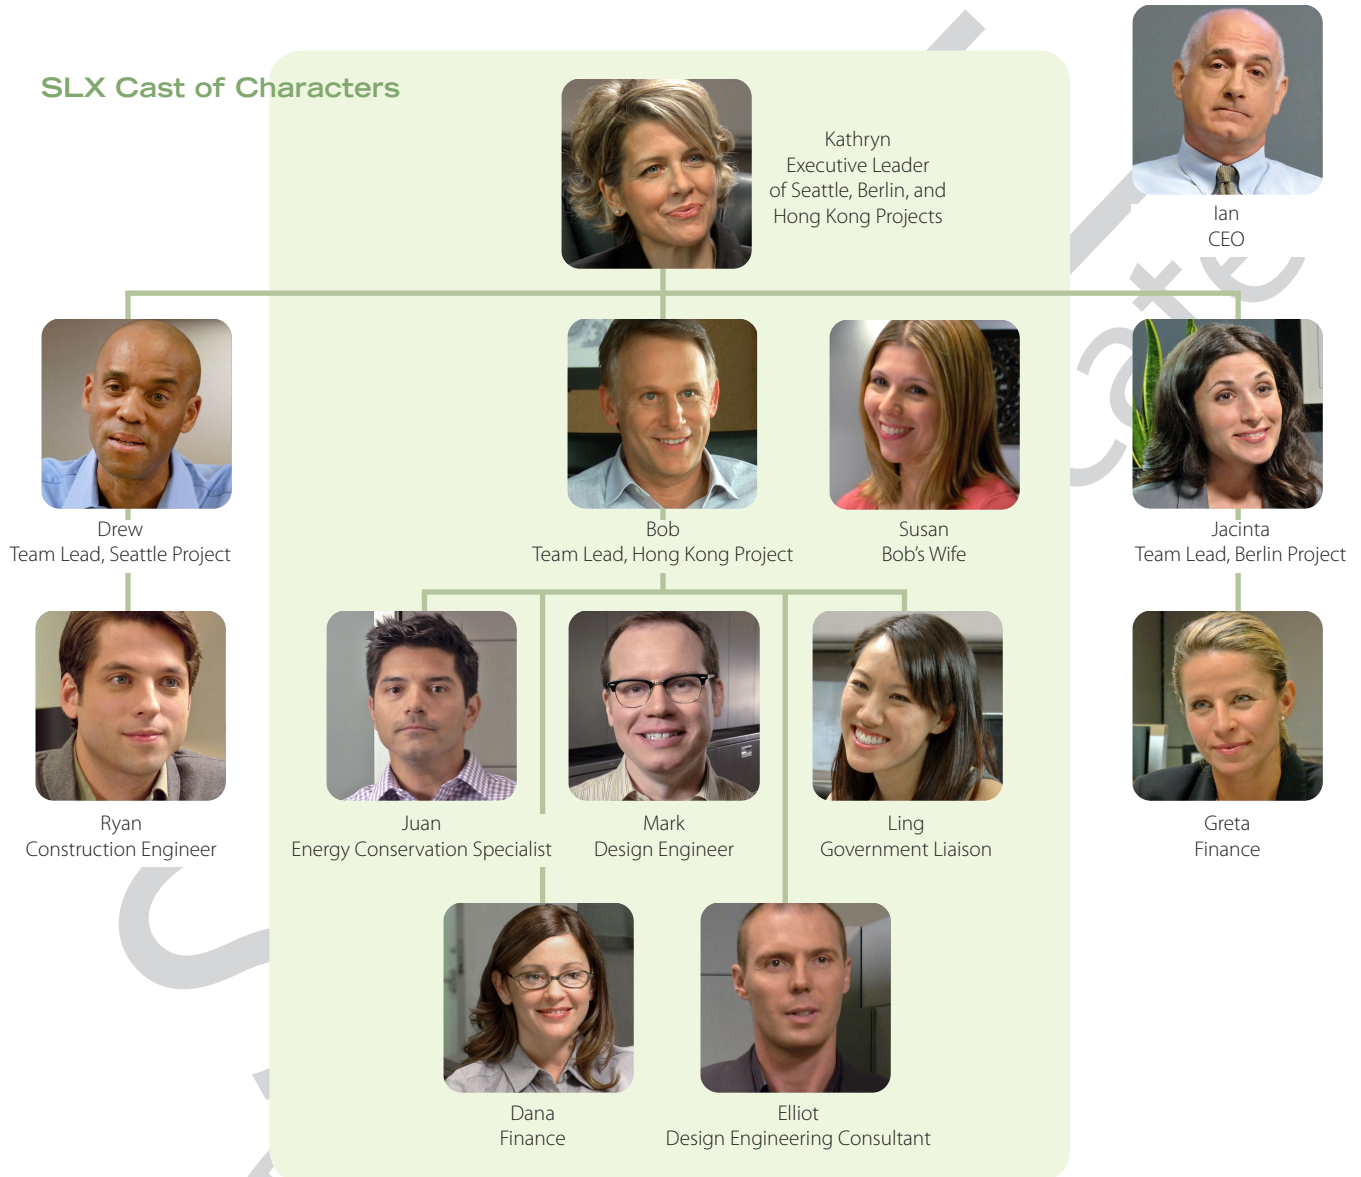 SLX Cast of Characters
Kathryn
Executive Leader
of Seattle, Berlin, and
Hong Kong Projects
Ian
CEO
Drew
Team Lead, Seattle Project
Bob
Team Lead, Hong Kong Project
Susan
Bob's Wife
Jacinta
Team Lead, Berlin Project
Ryan
Construction Engineer
Juan
Energy Conservation Specialist
Mark
Design Engineer
Ling
Government Liaison
Greta
Finance
Dana
Finance
Elliot
Design Engineering Consultant